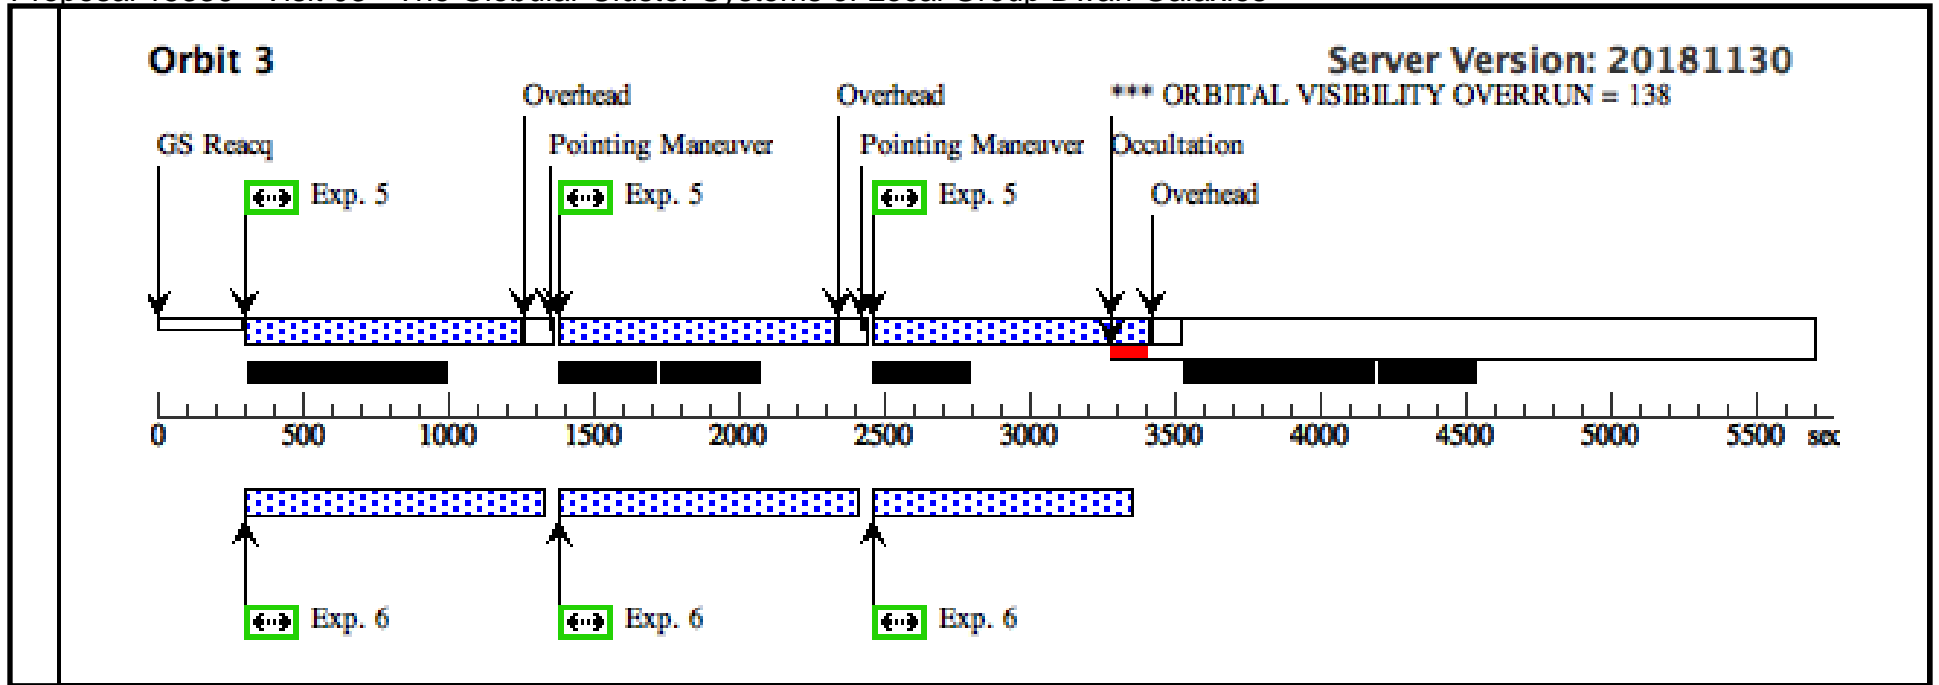 Orbit 3
Server Version: 20181130
Overhead
Overhead
*** ORBITAL VISIBILITY OVERRUN = 138
GS Reacq
Pointing Maneuver
Pointing Maneuver
Occultation
Exp. 5
Exp. 5
Exp. 5
Overhead
0 500 1000 1500 2000 2500 3000 3500 4000 4500 5000 5500 sec
Exp. 6
Exp. 6
Exp. 6